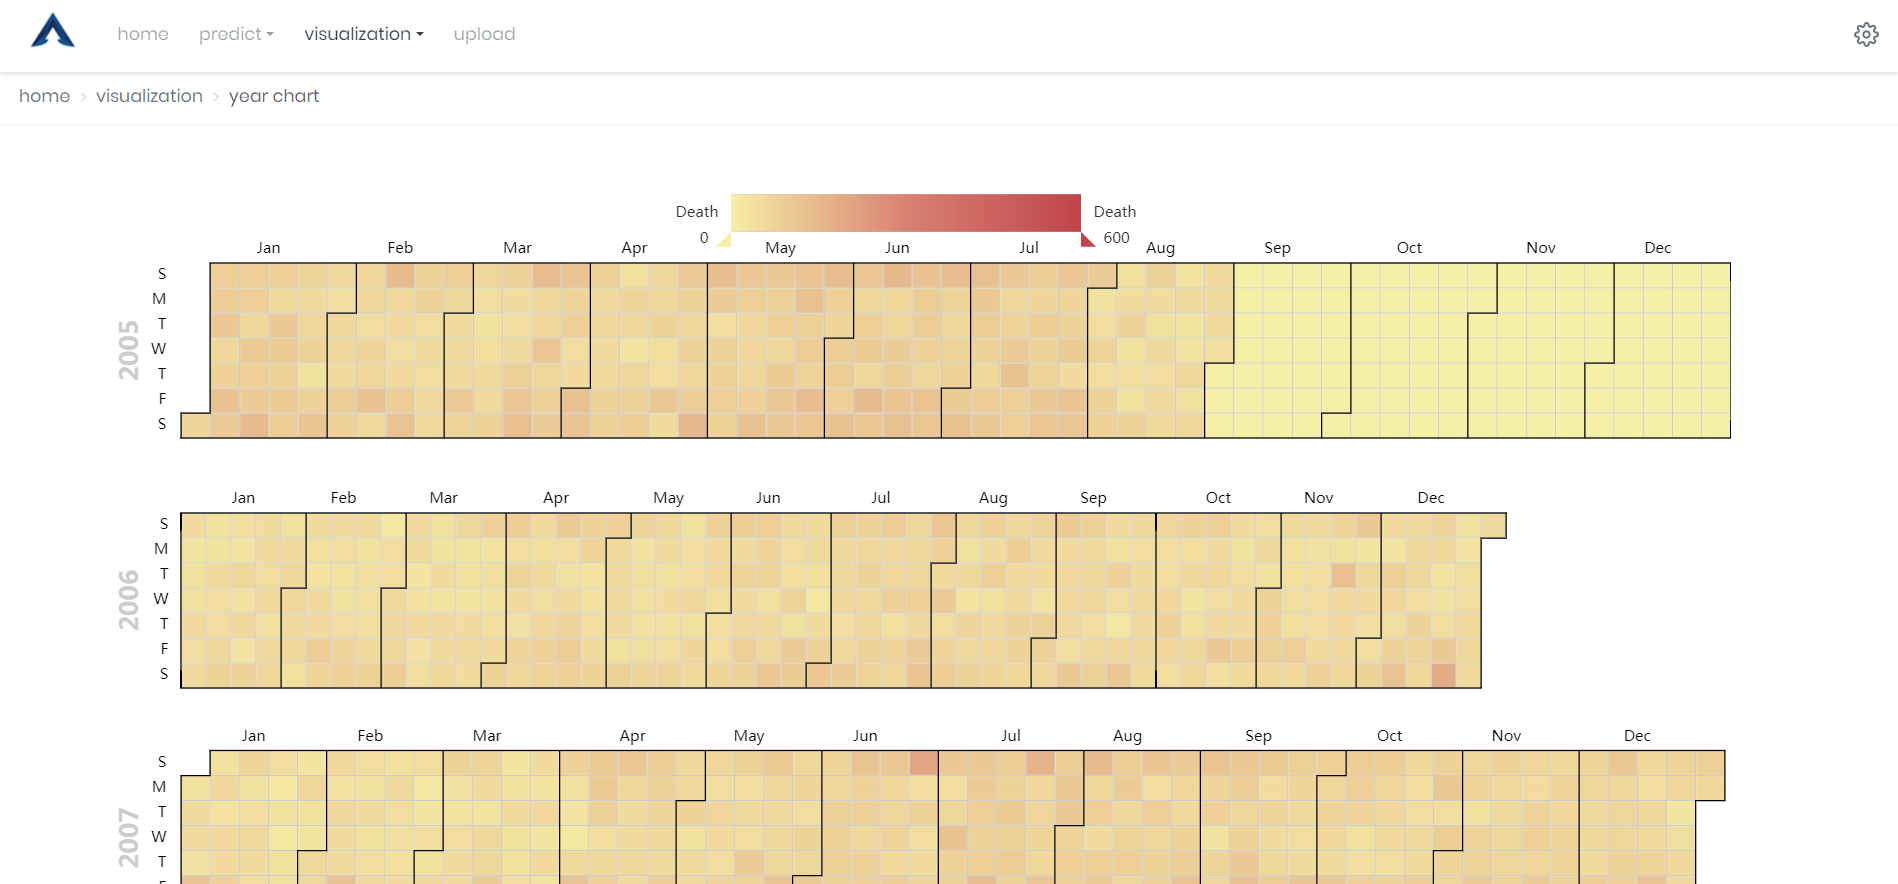 home predict visualization upload
home > visualization > year chart
Death Death
0 600
Jan Feb Mar Apr May Jun Jul Aug Sep Oct Nov Dec
2005
S
M
T
W
T
F
S
Jan Feb Mar Apr May Jun Jul Aug Sep Oct Nov Dec
2006
S
M
T
W
T
F
S
Jan Feb Mar Apr May Jun Jul Aug Sep Oct Nov Dec
2007
S
M
T
W
T